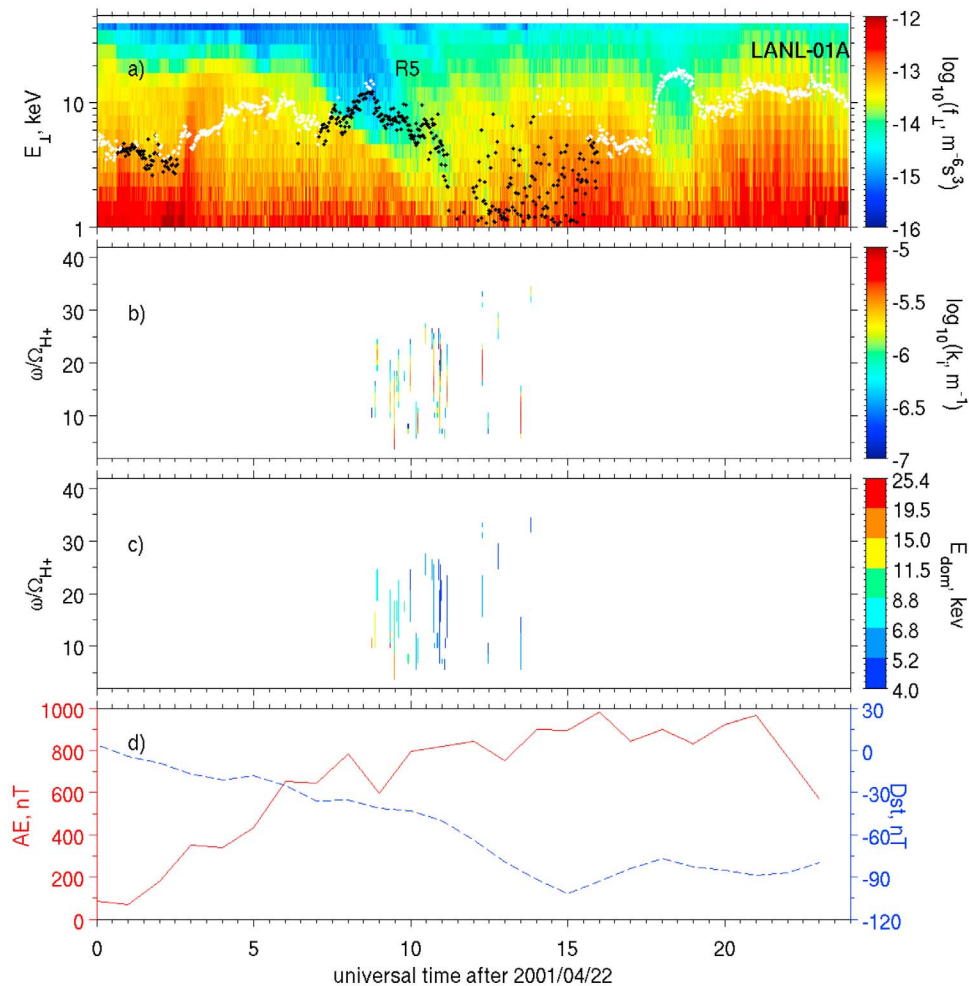 a)
R5
LANL-01A
E⊥, keV
10
1
-12
-13
-14
-15
-16
log10(f⊥, m-6s3)
b)
ω/ΩH+
40
30
20
10
-5
-5.5
-6
-6.5
-7
log10(ki, m-1)
c)
ω/ΩH+
40
30
20
10
25.4
19.5
15.0
11.5
8.8
6.8
5.2
4.0
Edom, kev
d)
AE, nT
1000
800
600
400
200
0
30
0
-30
-60
-90
-120
Dst, nT
0 5 10 15 20
universal time after 2001/04/22